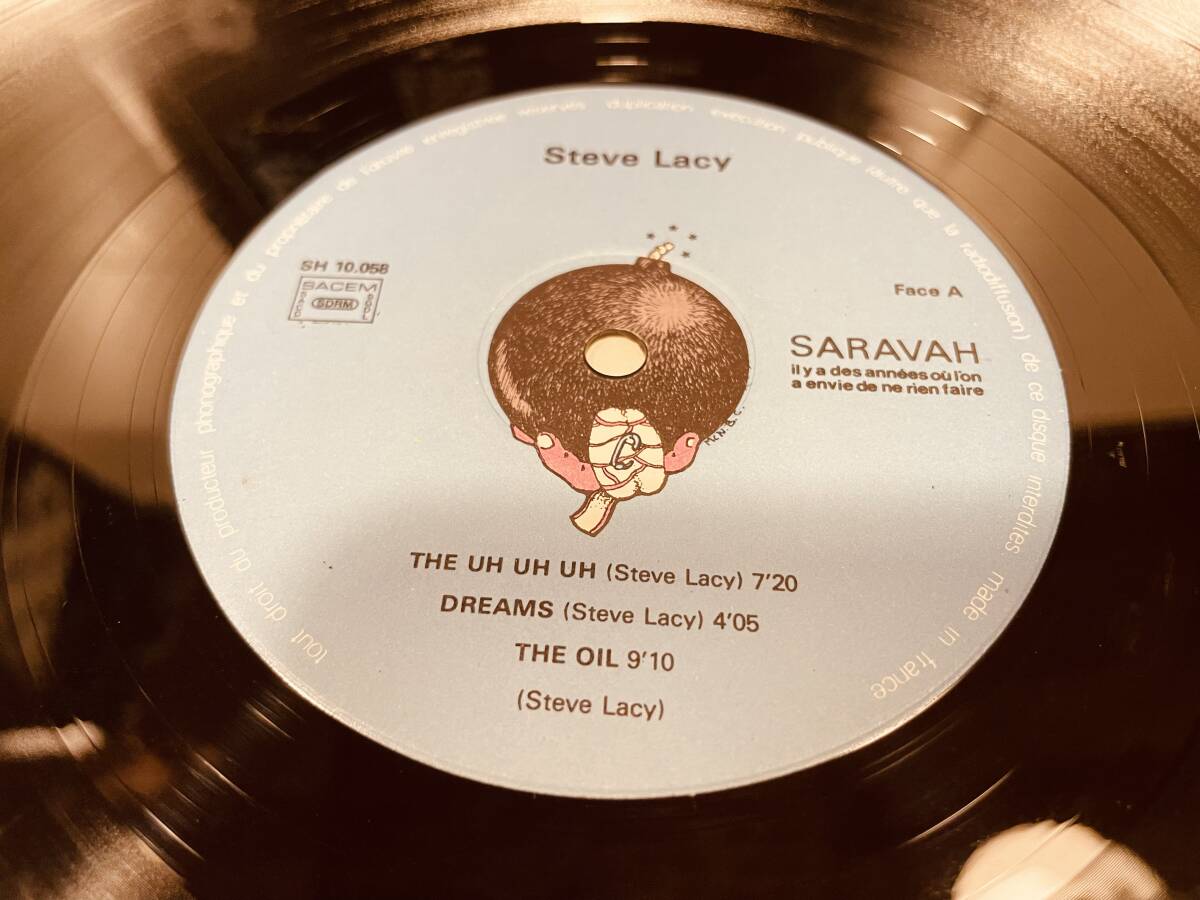 Steve Lacy
SH 10.058
SACEM
SDRM
SACD
SGDL
Face A
SARAVAH
il y a des années où l'on
a envie de ne rien faire
McN.B.C.
THE UH UH UH (Steve Lacy) 7'20
DREAMS (Steve Lacy) 4'05
THE OIL 9'10
(Steve Lacy)
tout droit du producteur phonographique et du propriétaire de l'œuvre enregistrée réservés duplication exécution publique (autre que la radiodiffusion) de ce disque interdites made in france